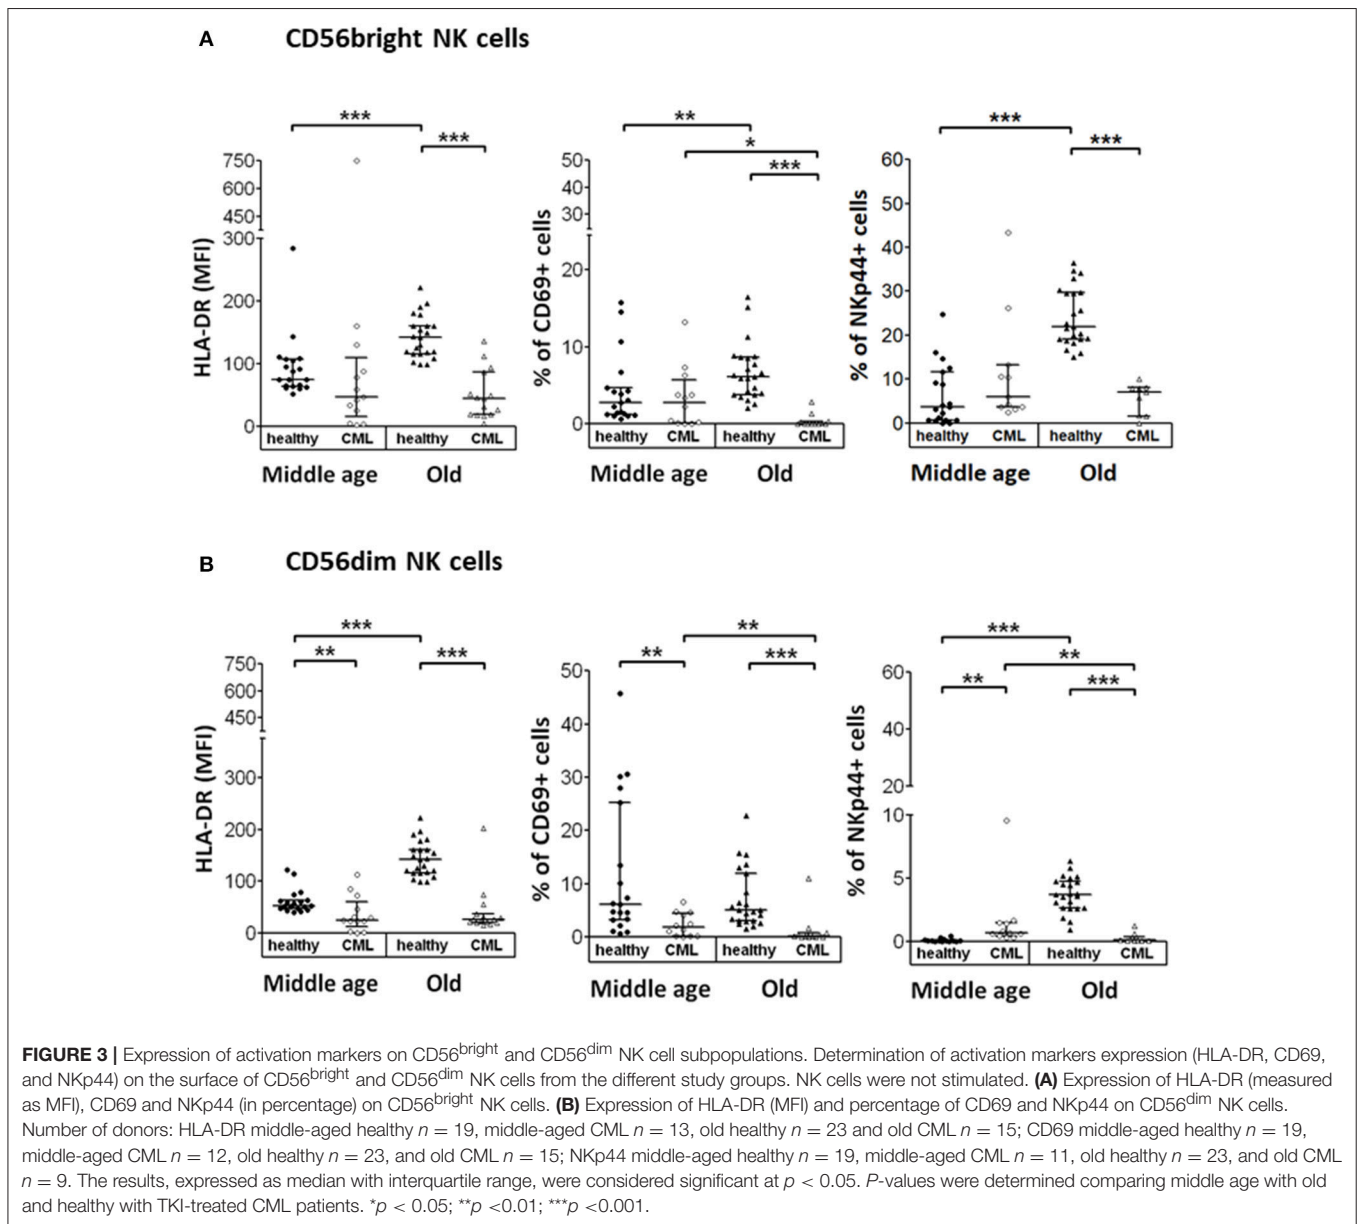 A CD56bright NK cells
*** ** ***
*** * *** ***
HLA-DR (MFI)
750
600
450
300
200
100
0
healthy CML healthy CML
Middle age Old
% of CD69+ cells
50
40
30
20
10
0
healthy CML healthy CML
Middle age Old
% of NKp44+ cells
60
50
40
30
20
10
0
healthy CML healthy CML
Middle age Old
B CD56dim NK cells
*** ** ***
** *** ** *** ** ** ***
HLA-DR (MFI)
750
600
450
300
200
100
0
healthy CML healthy CML
Middle age Old
% of CD69+ cells
50
40
30
20
10
0
healthy CML healthy CML
Middle age Old
% of NKp44+ cells
60
40
20
10
5
0
healthy CML healthy CML
Middle age Old
FIGURE 3 | Expression of activation markers on CD56bright and CD56dim NK cell subpopulations. Determination of activation markers expression (HLA-DR, CD69,
and NKp44) on the surface of CD56bright and CD56dim NK cells from the different study groups. NK cells were not stimulated. (A) Expression of HLA-DR (measured
as MFI), CD69 and NKp44 (in percentage) on CD56bright NK cells. (B) Expression of HLA-DR (MFI) and percentage of CD69 and NKp44 on CD56dim NK cells.
Number of donors: HLA-DR middle-aged healthy n = 19, middle-aged CML n = 13, old healthy n = 23 and old CML n = 15; CD69 middle-aged healthy n = 19,
middle-aged CML n = 12, old healthy n = 23, and old CML n = 15; NKp44 middle-aged healthy n = 19, middle-aged CML n = 11, old healthy n = 23, and old CML
n = 9. The results, expressed as median with interquartile range, were considered significant at p < 0.05. P-values were determined comparing middle age with old
and healthy with TKI-treated CML patients. *p < 0.05; **p <0.01; ***p <0.001.